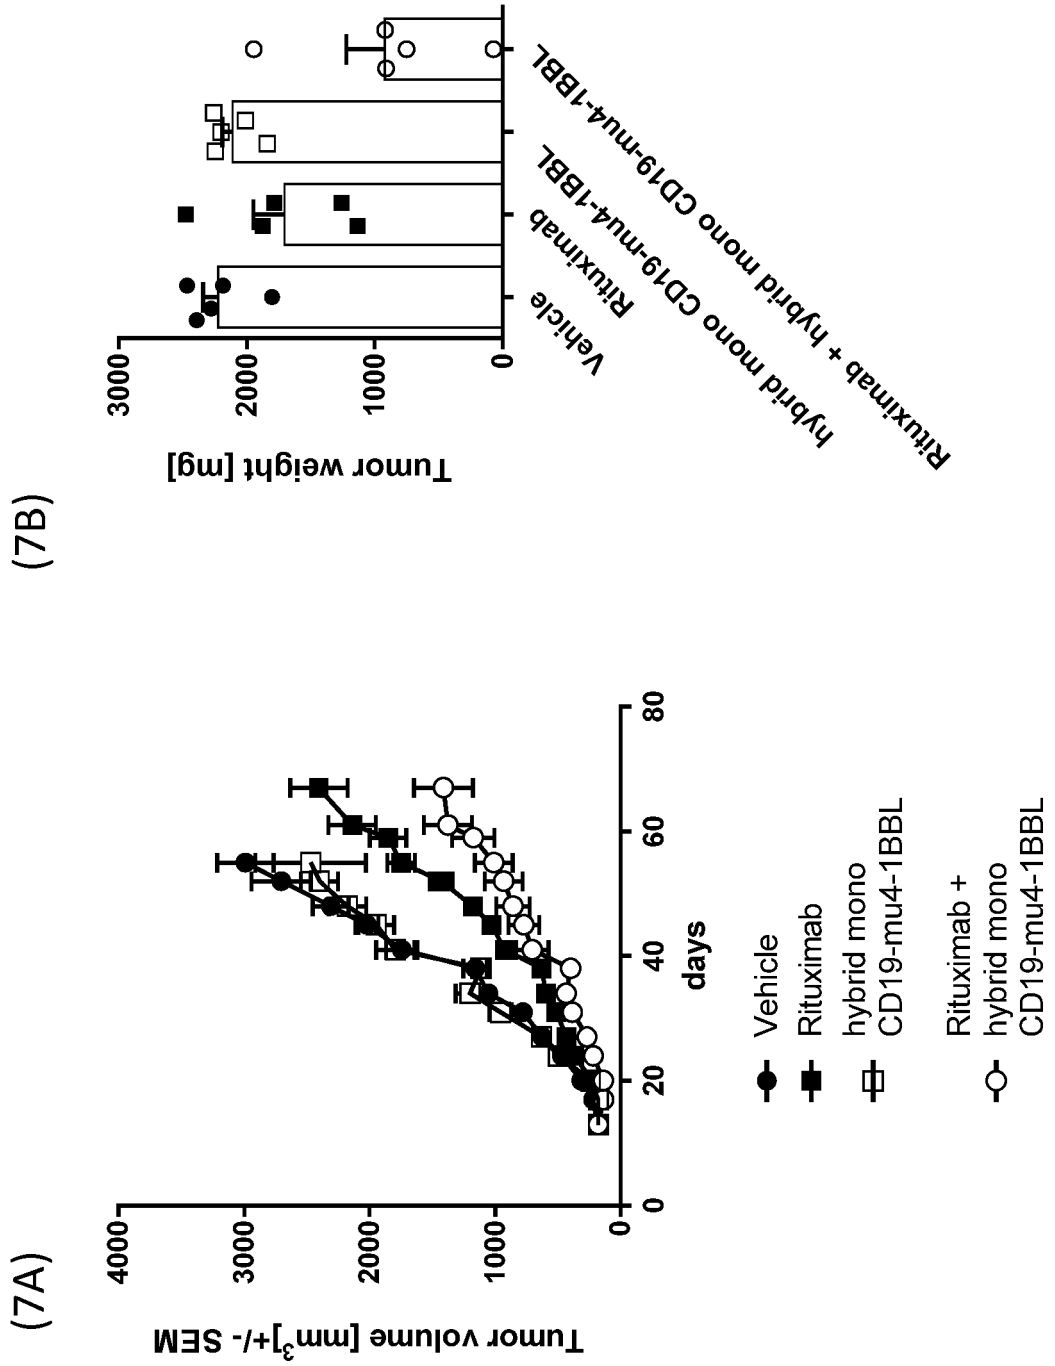 (7A)
Tumor volume [mm³]+/- SEM
4000
3000
2000
1000
0
0
20
40
60
80
days
Vehicle
Rituximab
hybrid mono
CD19-mu4-1BBL
Rituximab +
hybrid mono
CD19-mu4-1BBL
(7B)
Tumor weight [mg]
3000
2000
1000
0
Vehicle
Rituximab
hybrid mono CD19-mu4-1BBL
Rituximab + hybrid mono CD19-mu4-1BBL